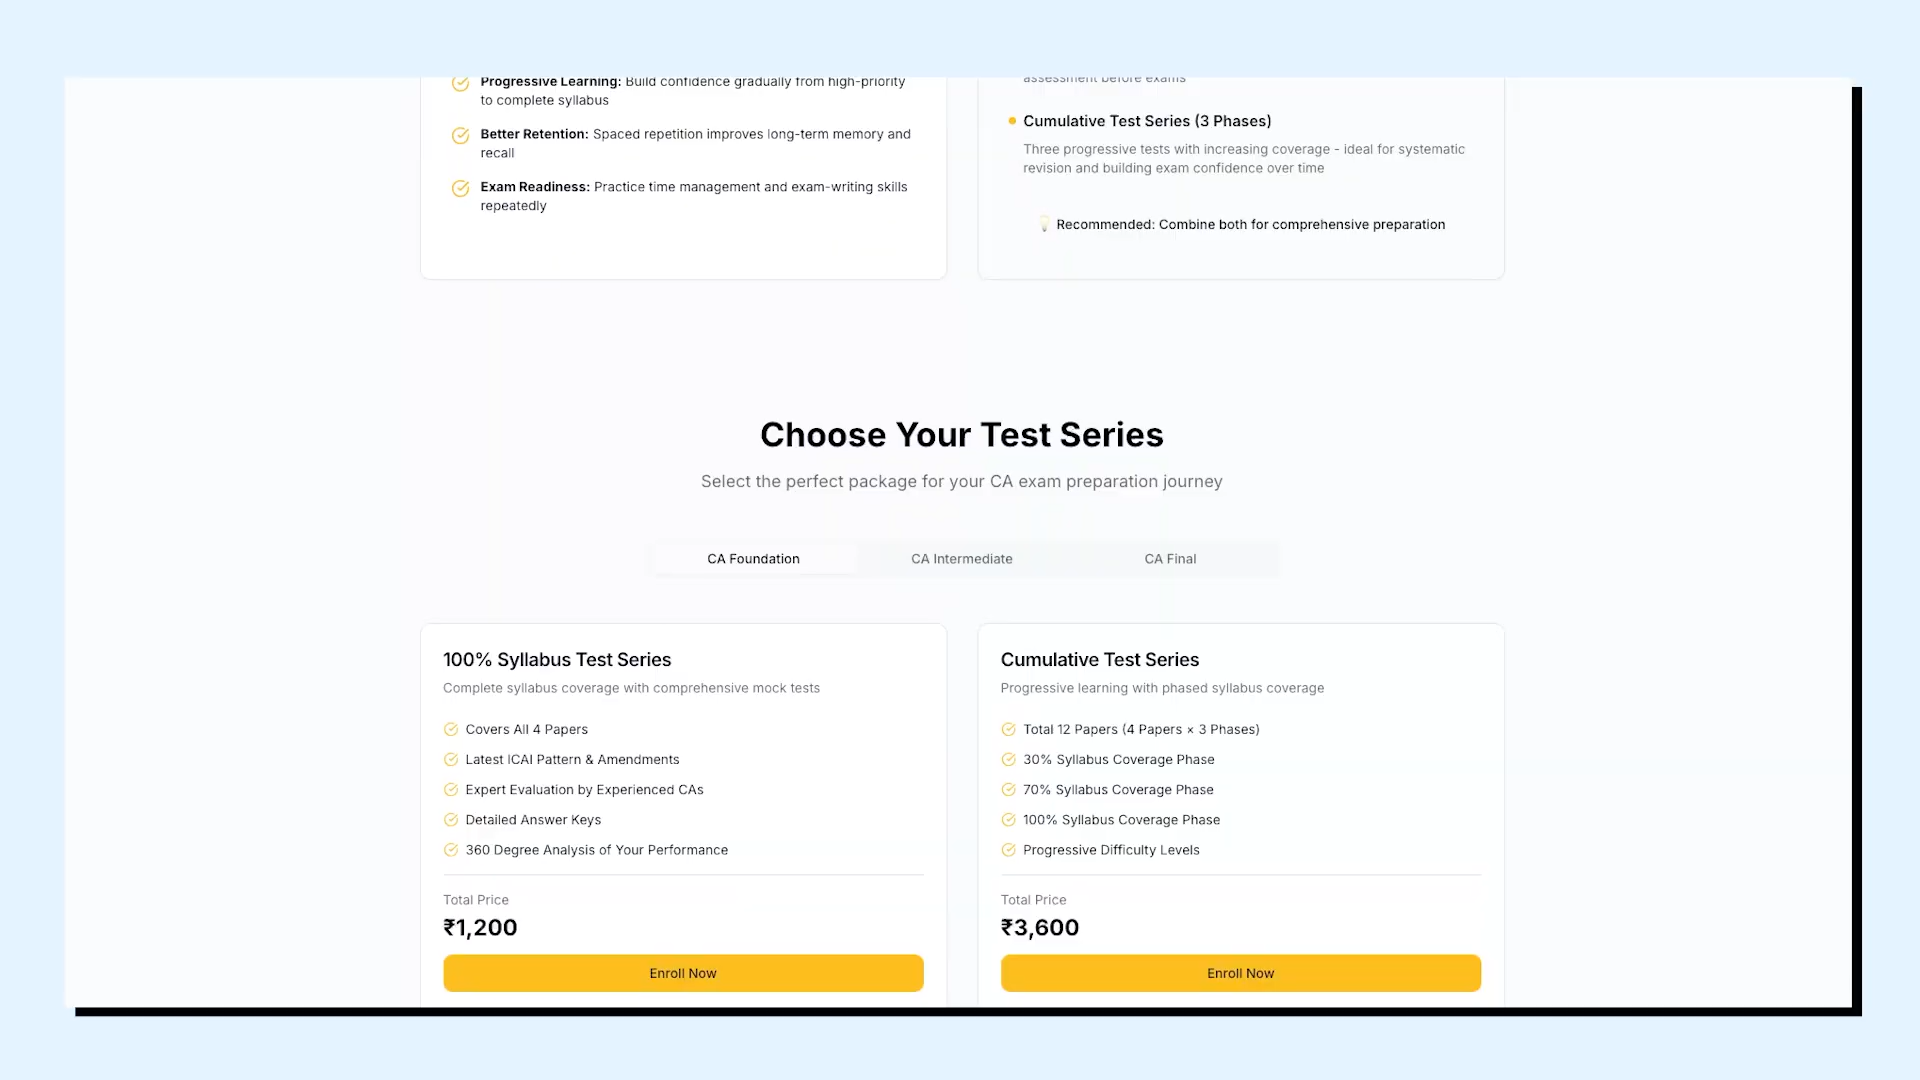 Progressive Learning: Build confidence gradually from high-priority
to complete syllabus
Better Retention: Spaced repetition improves long-term memory and
recall
Exam Readiness: Practice time management and exam-writing skills
repeatedly
assessment before exams
Cumulative Test Series (3 Phases)
Three progressive tests with increasing coverage - ideal for systematic
revision and building exam confidence over time
💡 Recommended: Combine both for comprehensive preparation
Choose Your Test Series
Select the perfect package for your CA exam preparation journey
CA Foundation
CA Intermediate
CA Final
100% Syllabus Test Series
Complete syllabus coverage with comprehensive mock tests
Covers All 4 Papers
Latest ICAI Pattern & Amendments
Expert Evaluation by Experienced CAs
Detailed Answer Keys
360 Degree Analysis of Your Performance
Total Price
₹1,200
Enroll Now
Cumulative Test Series
Progressive learning with phased syllabus coverage
Total 12 Papers (4 Papers × 3 Phases)
30% Syllabus Coverage Phase
70% Syllabus Coverage Phase
100% Syllabus Coverage Phase
Progressive Difficulty Levels
Total Price
₹3,600
Enroll Now